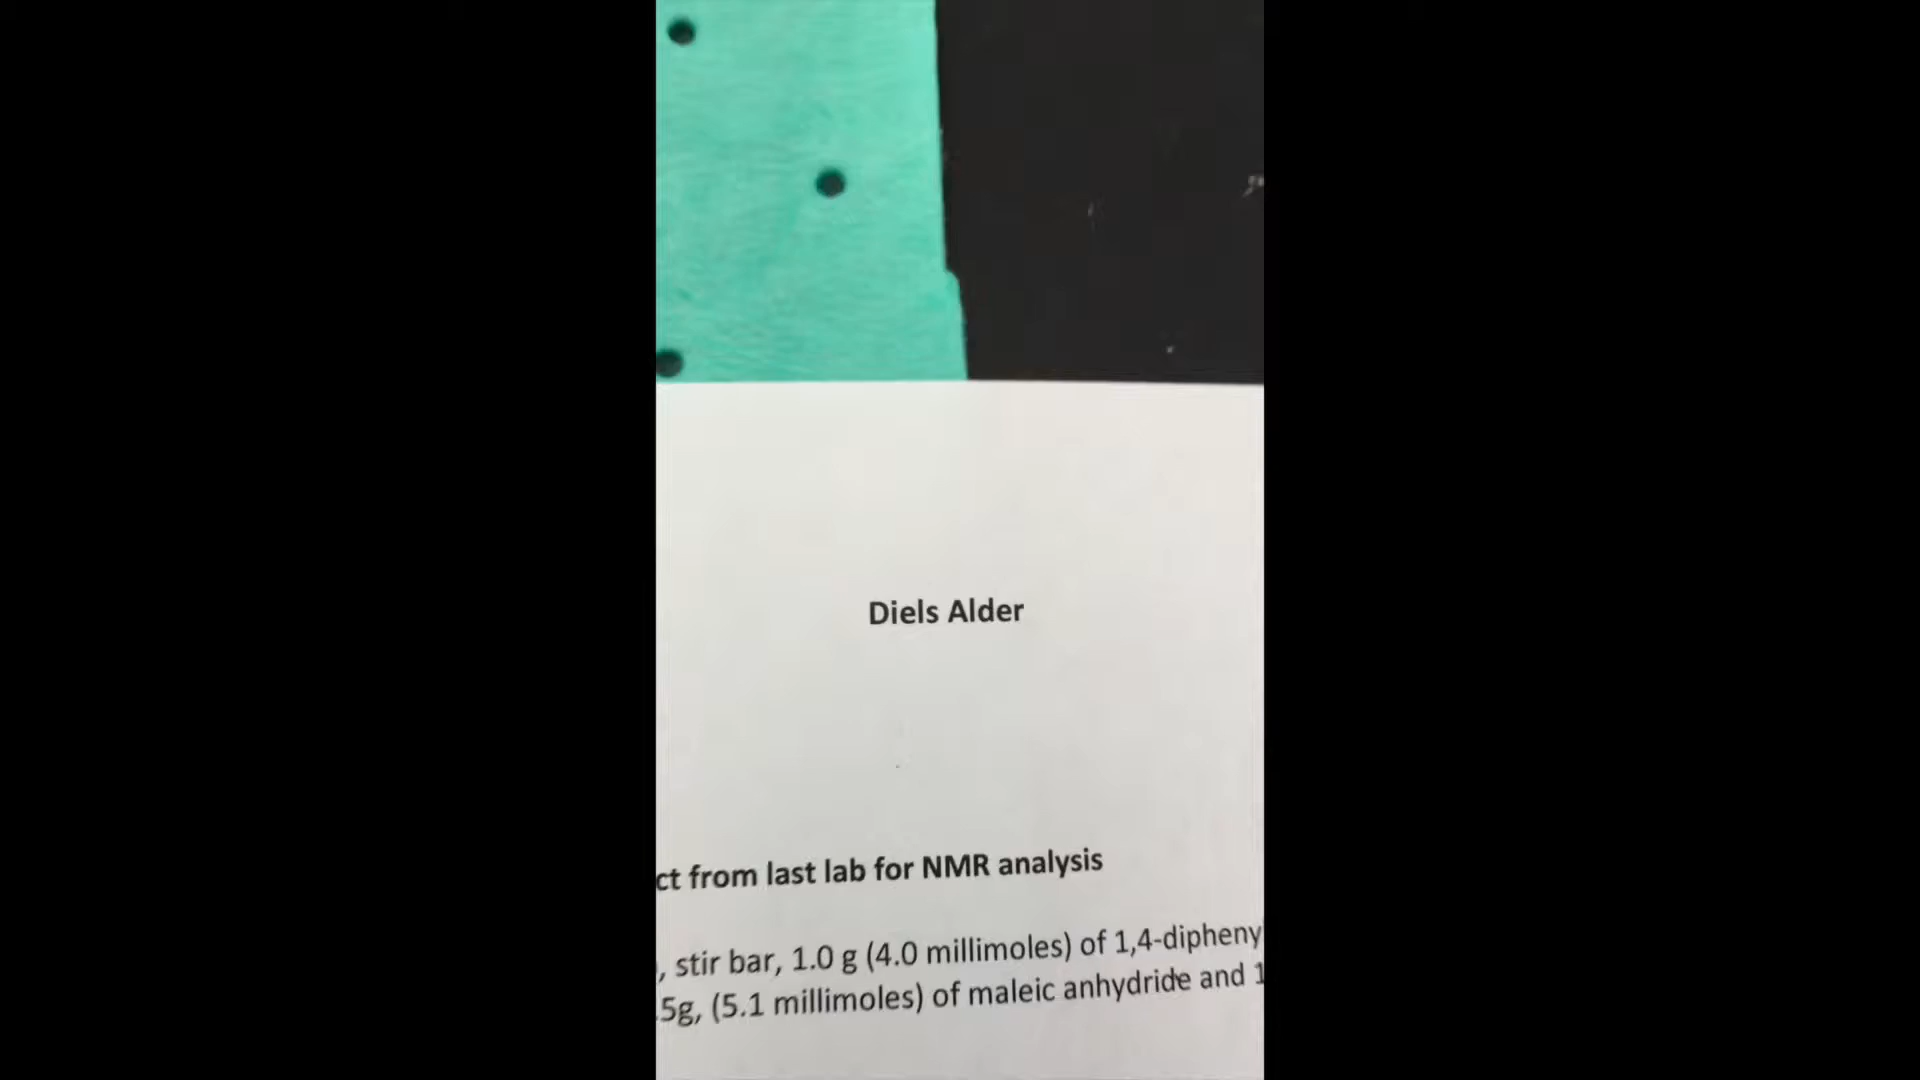 Diels Alder
ct from last lab for NMR analysis
, stir bar, 1.0 g (4.0 millimoles) of 1,4-dipheny
5g, (5.1 millimoles) of maleic anhydride and 1